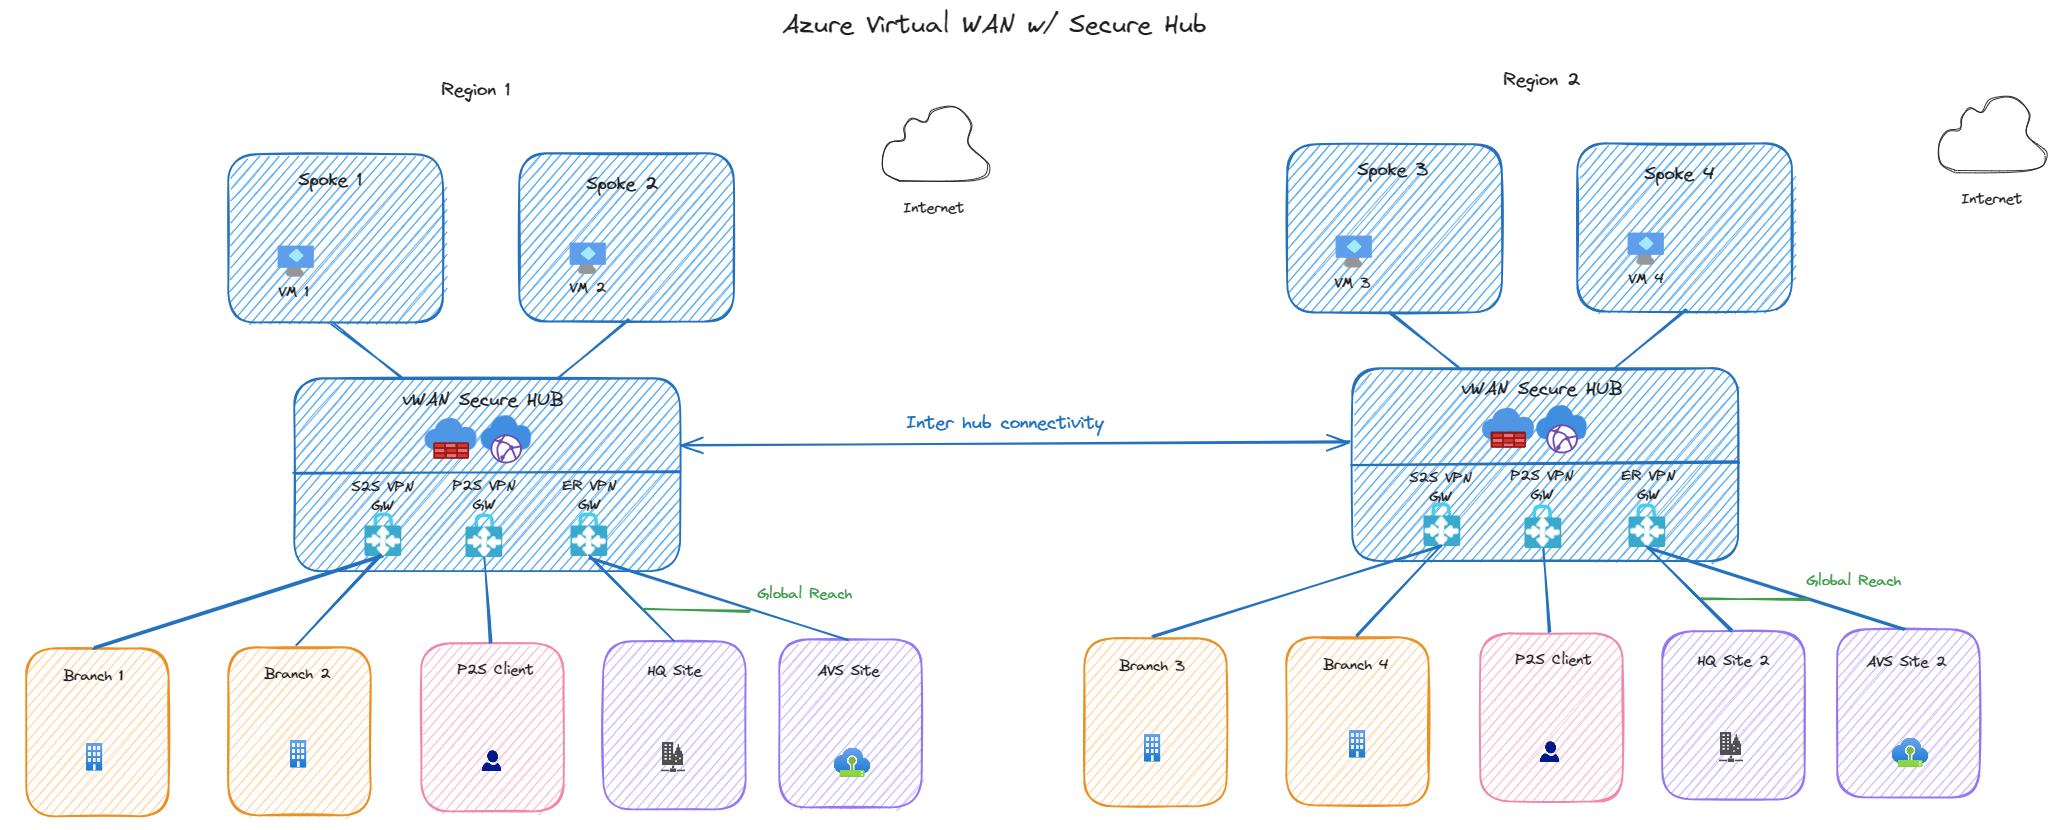 Azure Virtual WAN w/ Secure Hub
Region 1
Region 2
Spoke 1
VM 1
Spoke 2
VM 2
Internet
Spoke 3
VM 3
Spoke 4
VM 4
Internet
vWAN Secure HUB
S2S VPN
GW
P2S VPN
GW
ER VPN
GW
Inter hub connectivity
vWAN Secure HUB
S2S VPN
GW
P2S VPN
GW
ER VPN
GW
Global Reach
Global Reach
Branch 1
Branch 2
P2S Client
HQ Site
AVS Site
Branch 3
Branch 4
P2S Client
HQ Site 2
AVS Site 2